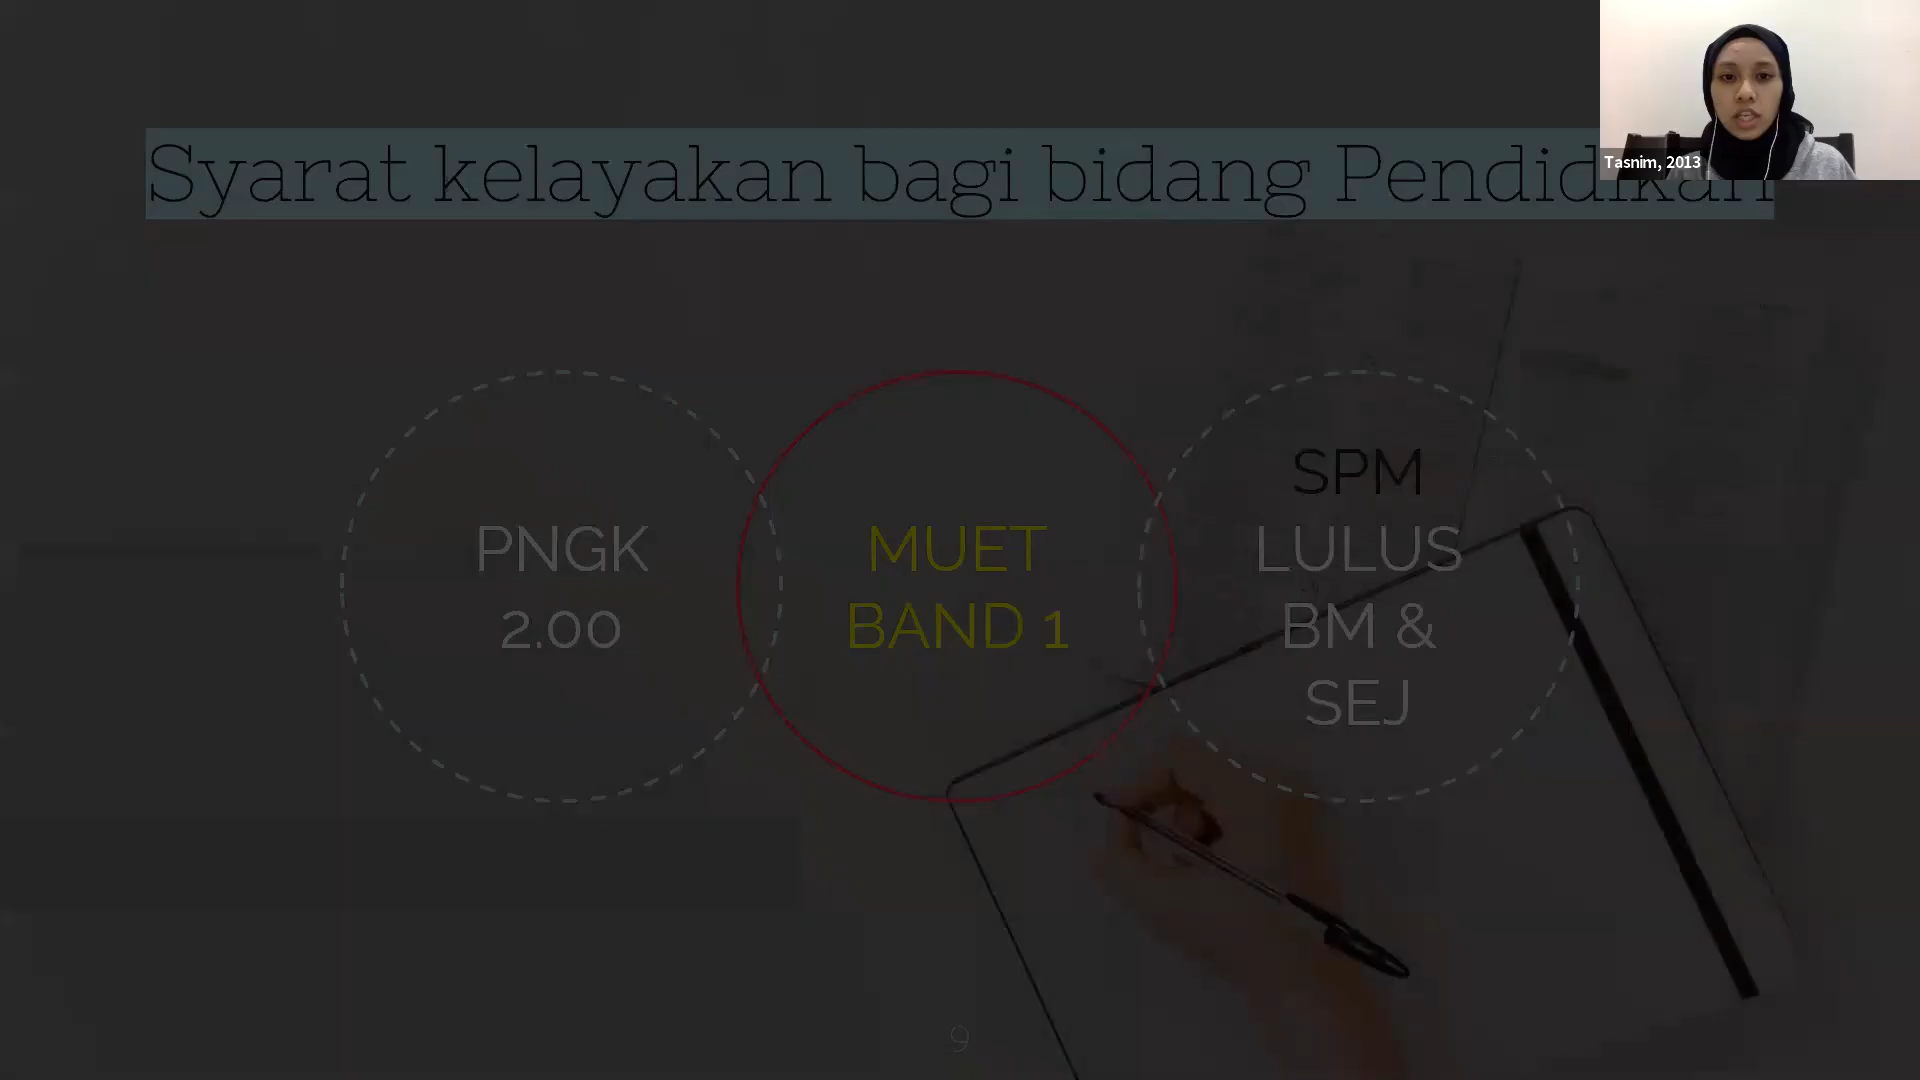 Syarat kelayakan bagi bidang Pendidikan
Tasnim, 2013
PNGK
2.00
MUET
BAND 1
SPM
LULUS
BM &
SEJ
9